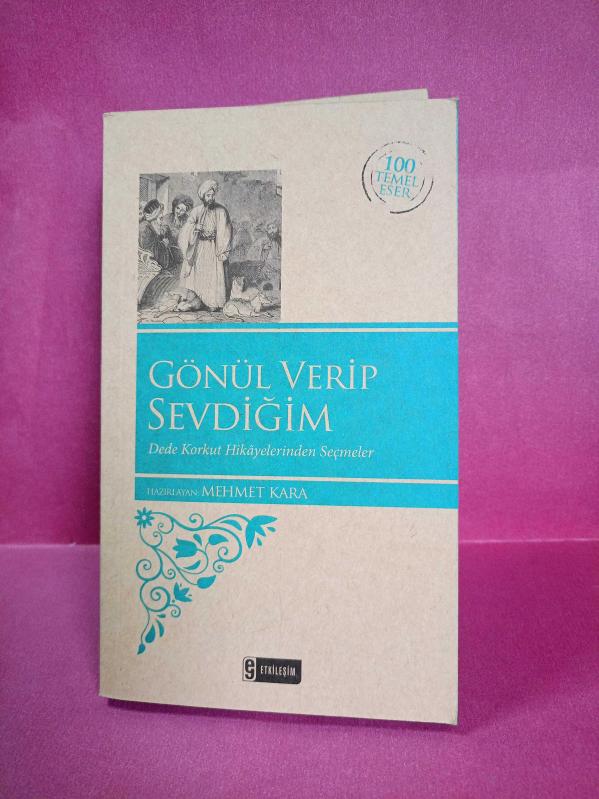 100
TEMEL
ESER
GÖNÜL VERİP
SEVDİĞİM
Dede Korkut Hikâyelerinden Seçmeler
HAZIRLAYAN: MEHMET KARA
ETKİLEŞİM